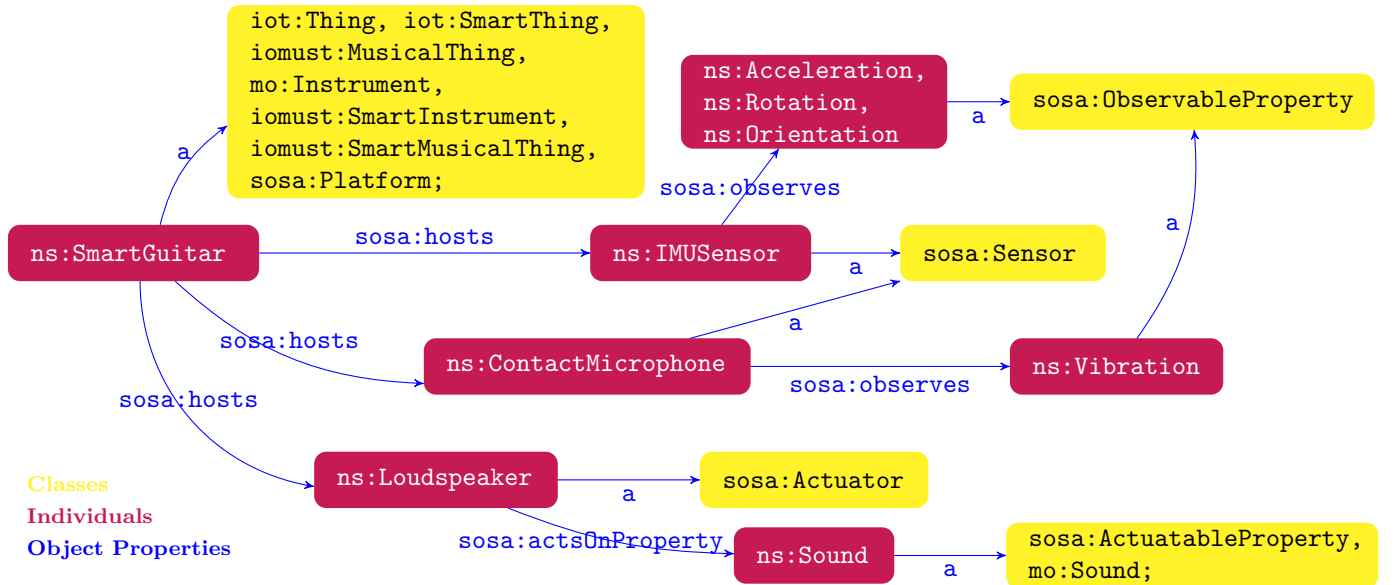 iot:Thing, iot:SmartThing,
iomust:MusicalThing,
mo:Instrument,
iomust:SmartInstrument,
iomust:SmartMusicalThing,
sosa:Platform;
ns:Acceleration,
ns:Rotation,
ns:Orientation
a
sosa:ObservableProperty
a
sosa:observes
ns:SmartGuitar
sosa:hosts
ns:IMUSensor
a
sosa:Sensor
a
sosa:hosts
a
ns:ContactMicrophone
sosa:observes
ns:Vibration
sosa:hosts
ns:Loudspeaker
a
sosa:Actuator
sosa:actsOnProperty
ns:Sound
a
sosa:ActuatableProperty,
mo:Sound;
Classes
Individuals
Object Properties